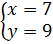 x = 7
y = 9